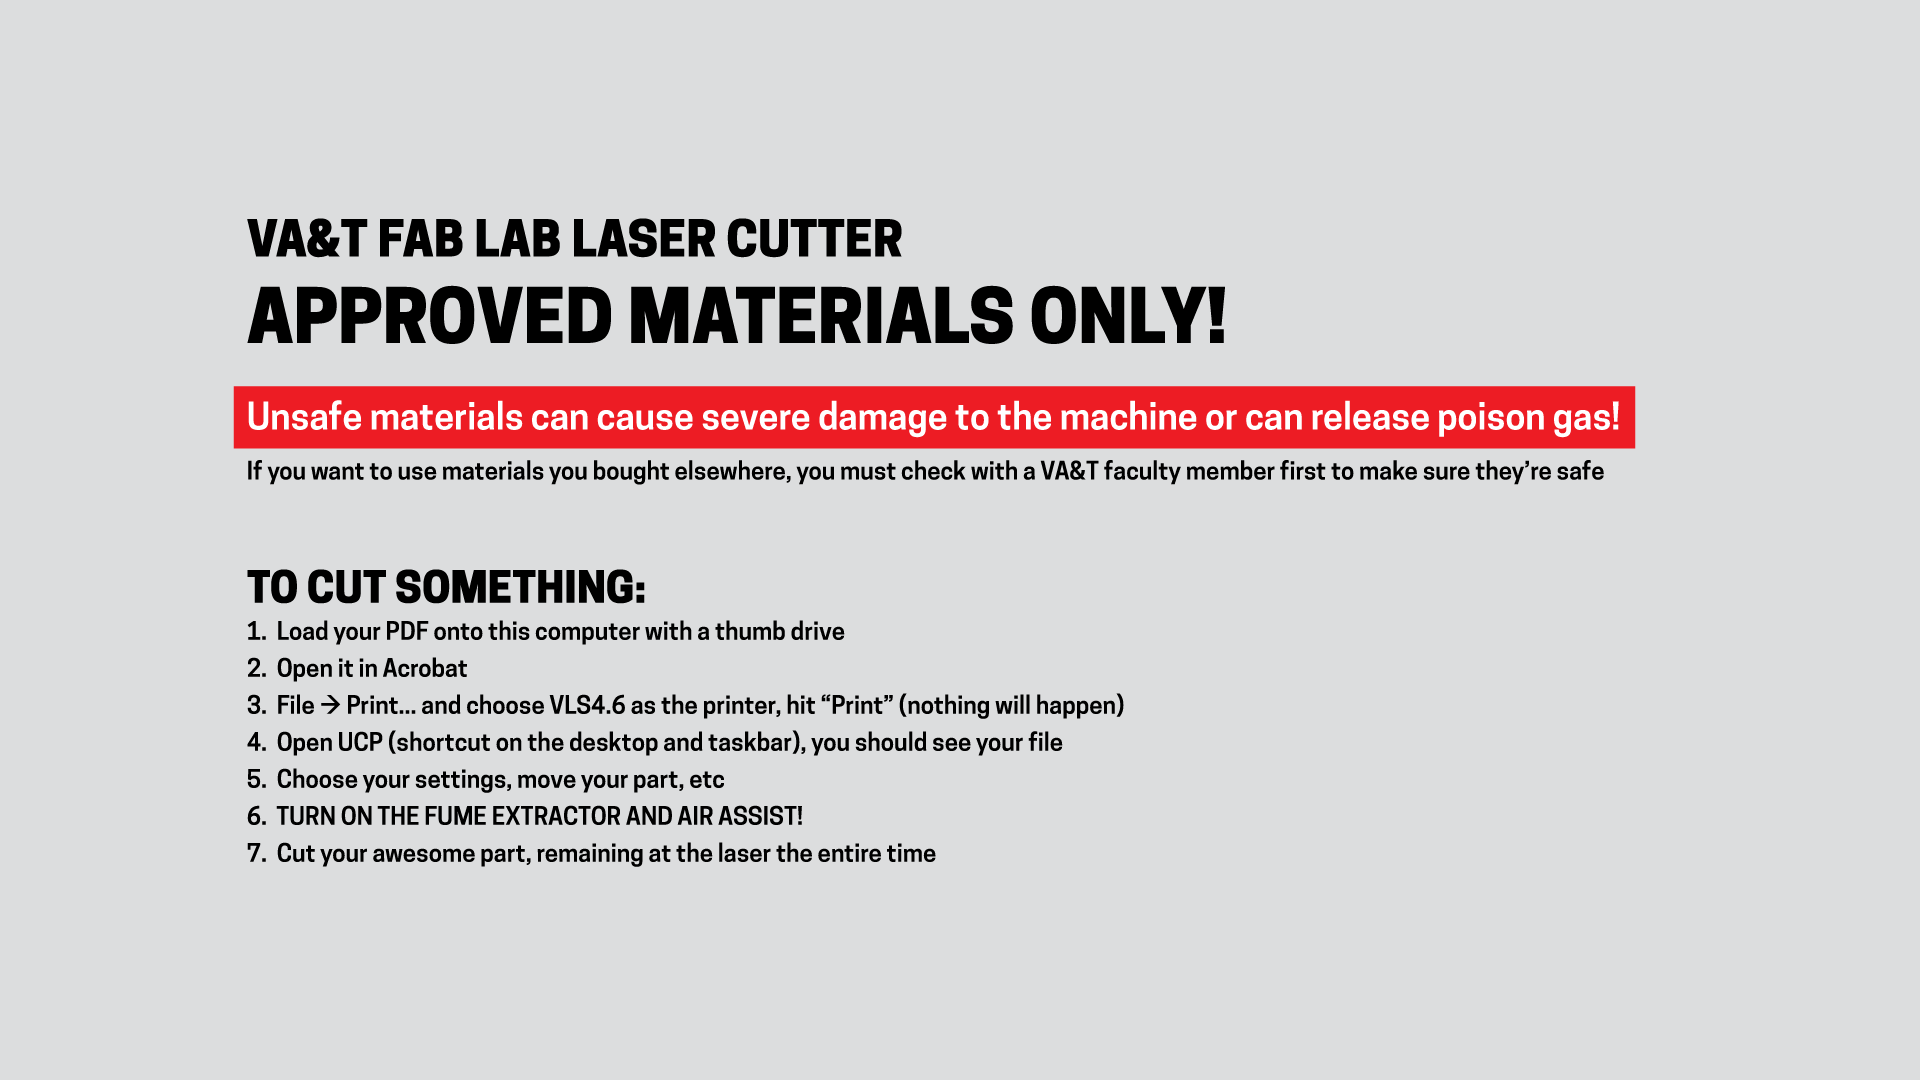 VA&T FAB LAB LASER CUTTER
APPROVED MATERIALS ONLY!
Unsafe materials can cause severe damage to the machine or can release poison gas!
If you want to use materials you bought elsewhere, you must check with a VA&T faculty member first to make sure they’re safe
TO CUT SOMETHING:
1. Load your PDF onto this computer with a thumb drive
2. Open it in Acrobat
3. File → Print... and choose VLS4.6 as the printer, hit “Print” (nothing will happen)
4. Open UCP (shortcut on the desktop and taskbar), you should see your file
5. Choose your settings, move your part, etc
6. TURN ON THE FUME EXTRACTOR AND AIR ASSIST!
7. Cut your awesome part, remaining at the laser the entire time